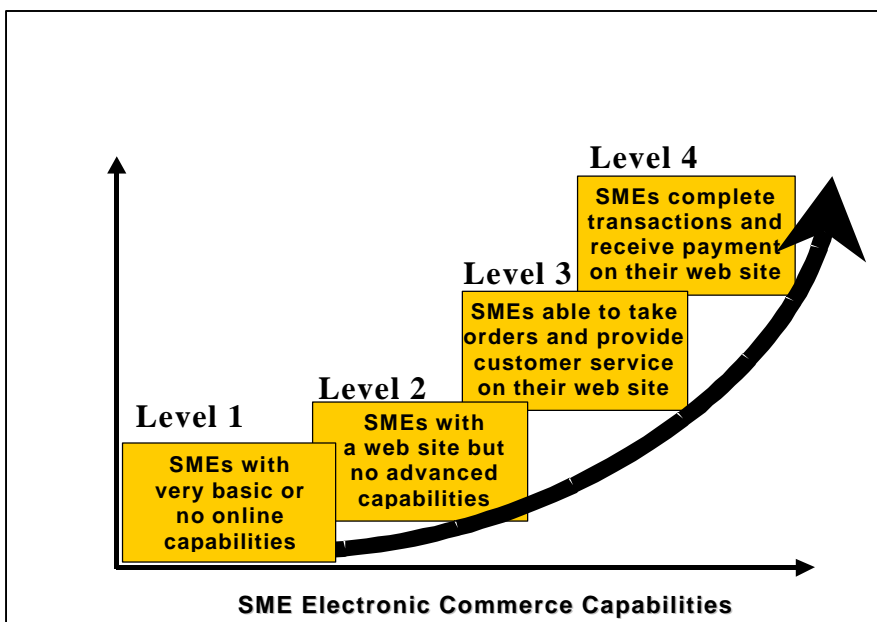 Level 4
SMEs complete
transactions and
receive payment
on their web site
Level 3
SMEs able to take
orders and provide
customer service
on their web site
Level 2
SMEs with
a web site but
no advanced
capabilities
Level 1
SMEs with
very basic or
no online
capabilities
SME Electronic Commerce Capabilities